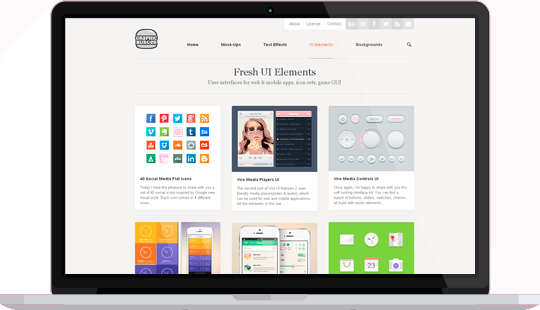 About License Contact
GRAPHIC
BURGER
Home Mock-Ups Text Effects UI Elements Backgrounds
Fresh UI Elements
User interfaces for web & mobile apps, icon sets, game GUI
40 Social Media Flat Icons
Today I have the pleasure to share with you a
set of 40 social icons inspired by Google new
visual style. Each icon comes in 4 different
sizes...
Vire Media Players UI
The second part of Vire UI features 2 user
friendly media players(video & audio), which
can be used for web and mobile applications.
All the elements in this set...
Vire Media Controls UI
Once again, I'm happy to share with you this
soft looking interface kit! You can find a
bunch of buttons, sliders, switches, checks,
all build with vector elements...
23